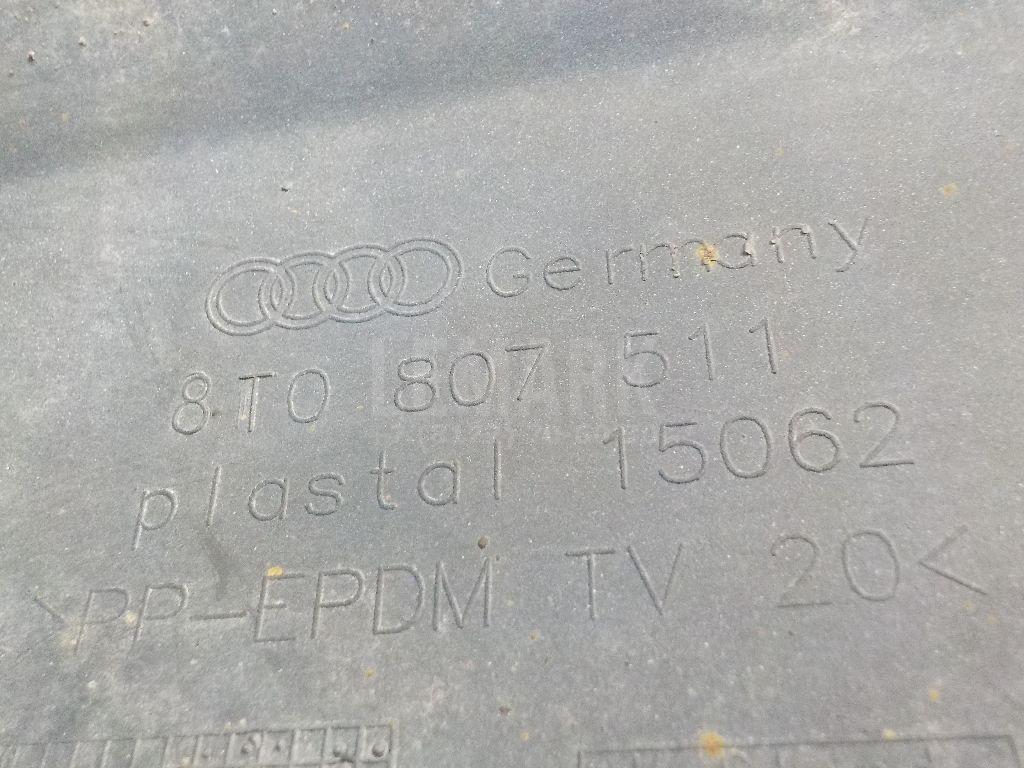 Germany
8T0 807 511
plastal 15062
>PP-EPDM TV 20<